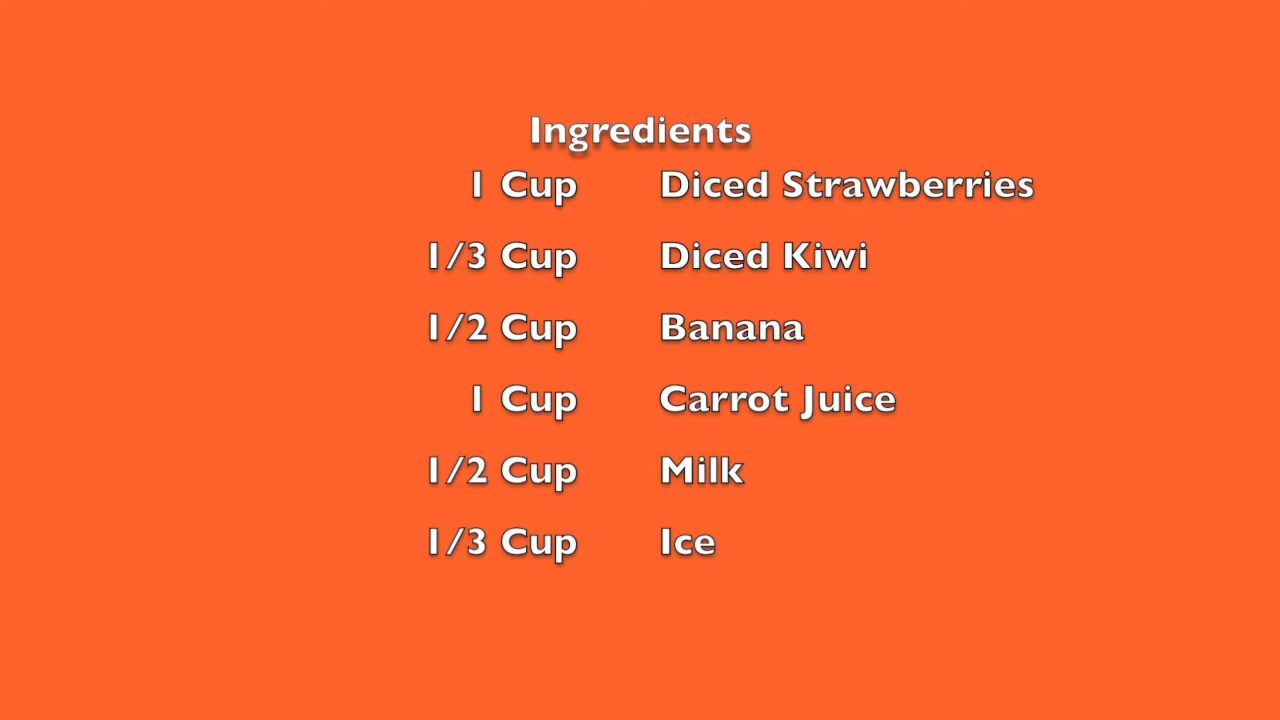 Ingredients
1 Cup Diced Strawberries
1/3 Cup Diced Kiwi
1/2 Cup Banana
1 Cup Carrot Juice
1/2 Cup Milk
1/3 Cup Ice